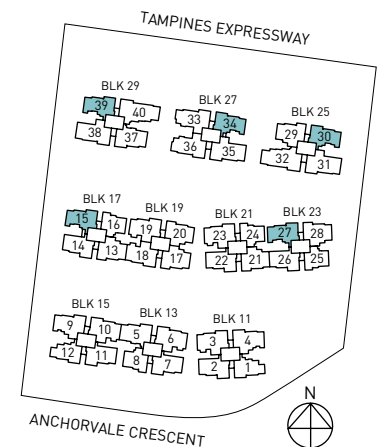 TAMPINES EXPRESSWAY
BLK 29
39 40
38 37
BLK 27
33 34
36 35
BLK 25
29 30
32 31
BLK 17
15 16
14 13
BLK 19
19 20
18 17
BLK 21
23 24
22 21
BLK 23
27 28
26 25
BLK 15
9 10
12 11
BLK 13
5 6
8 7
BLK 11
3 4
2 1
ANCHORVALE CRESCENT
N